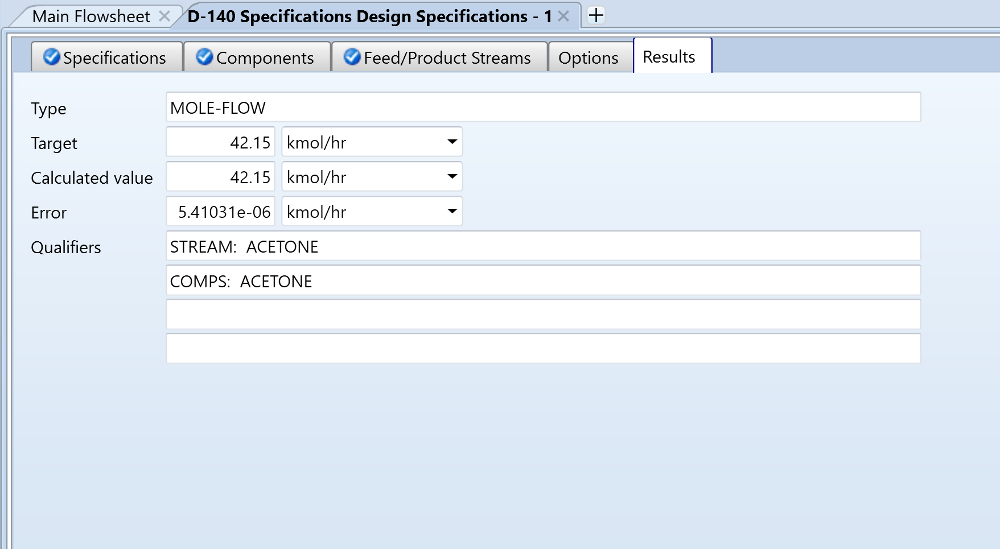 Main Flowsheet D-140 Specifications Design Specifications - 1
Specifications Components Feed/Product Streams Options Results
Type MOLE-FLOW
Target 42.15 kmol/hr
Calculated value 42.15 kmol/hr
Error 5.41031e-06 kmol/hr
Qualifiers STREAM: ACETONE
COMPS: ACETONE